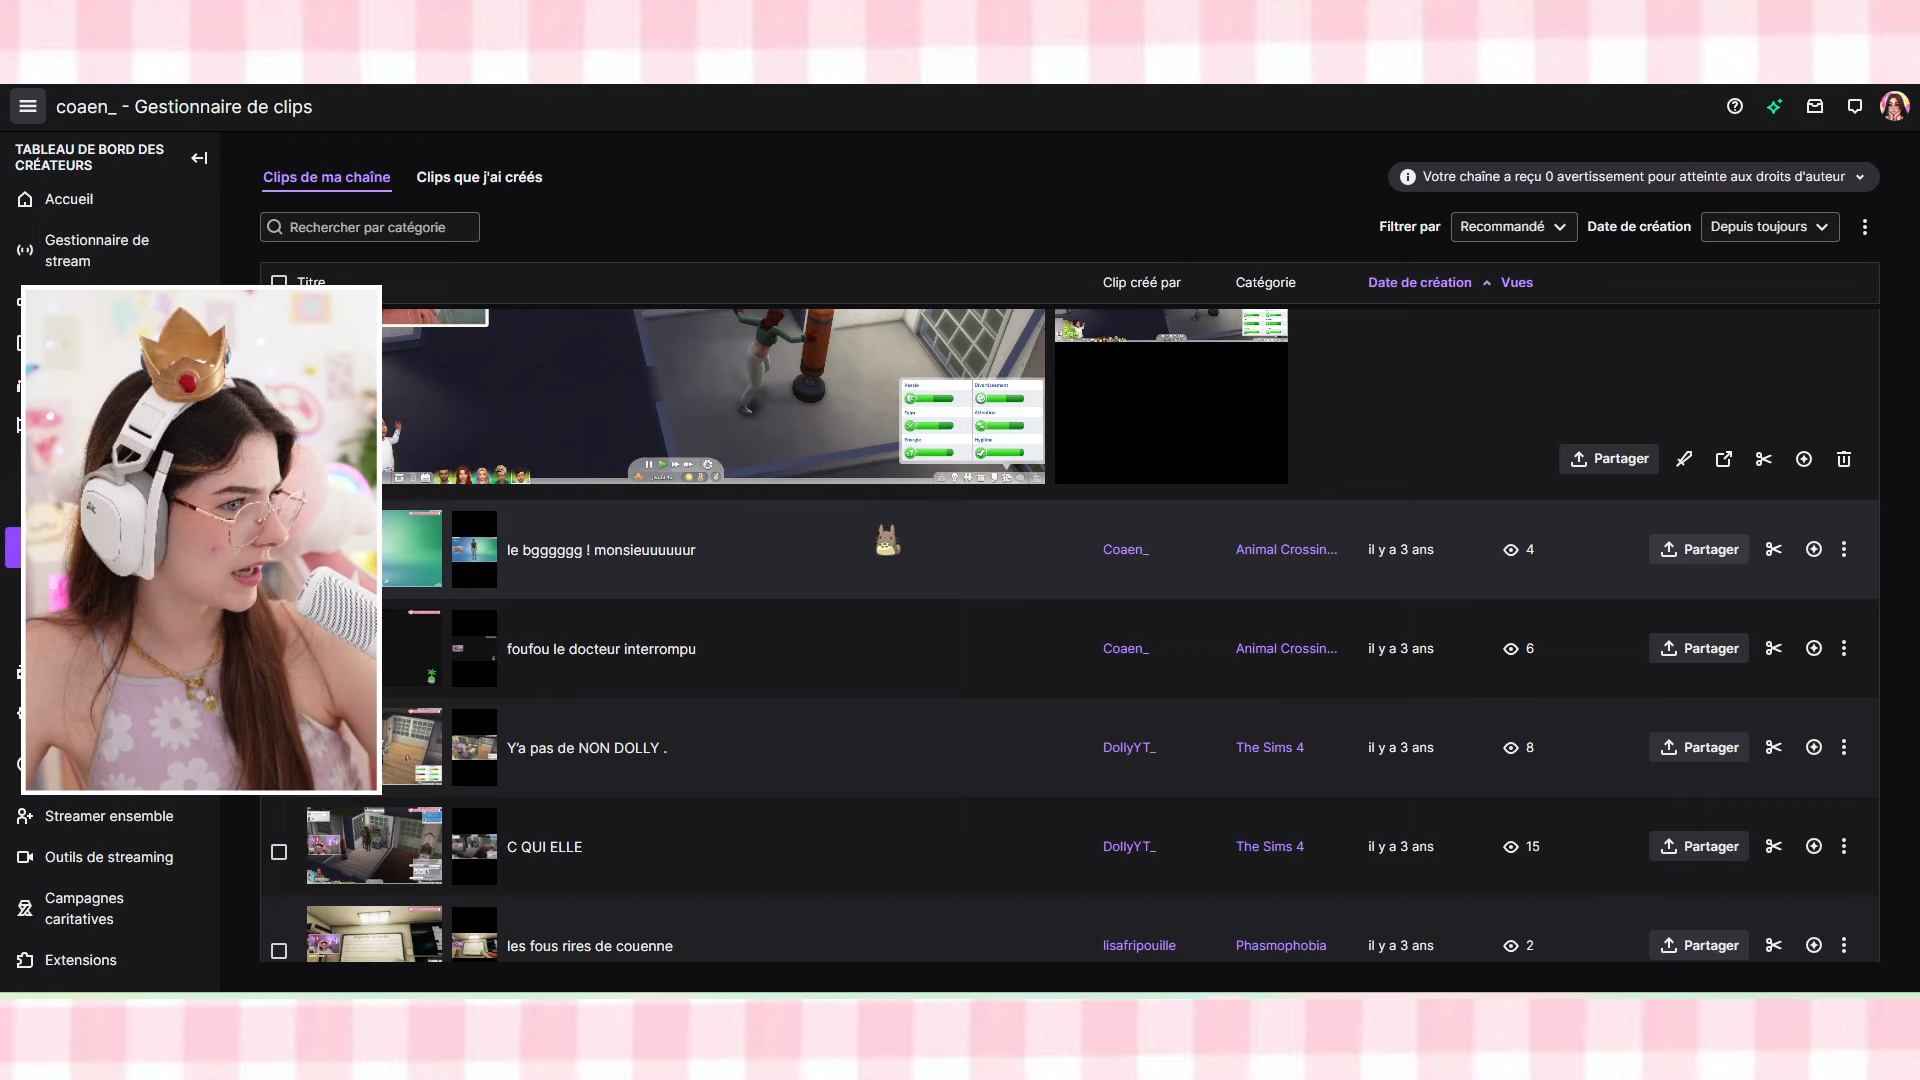 coaen_ - Gestionnaire de clips
TABLEAU DE BORD DES
CRÉATEURS
Accueil
Gestionnaire de
stream
Streamer ensemble
Outils de streaming
Campagnes
caritatives
Extensions
Clips de ma chaîne
Clips que j'ai créés
Votre chaîne a reçu 0 avertissement pour atteinte aux droits d'auteur
Rechercher par catégorie
Filtrer par
Recommandé
Date de création
Depuis toujours
Titre
Clip créé par
Catégorie
Date de création
Vues
Vessie
Divertissement
Faim
Attention
Énergie
Hygiène
Partager
le bgggggg ! monsieuuuuuur
Coaen_
Animal Crossin...
il y a 3 ans
4
Partager
foufou le docteur interrompu
Coaen_
Animal Crossin...
il y a 3 ans
6
Partager
Y'a pas de NON DOLLY .
DollyYT_
The Sims 4
il y a 3 ans
8
Partager
C QUI ELLE
DollyYT_
The Sims 4
il y a 3 ans
15
Partager
les fous rires de couenne
lisafripouille
Phasmophobia
il y a 3 ans
2
Partager